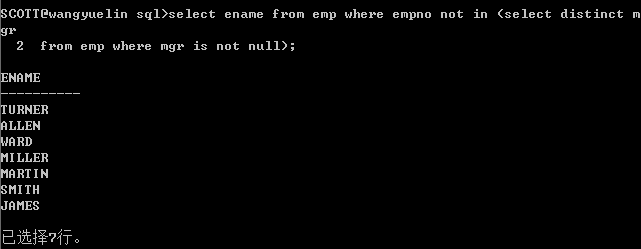 SCOTT@wangyuelin sql>select ename from emp where empno not in (select distinct m
gr
  2  from emp where mgr is not null);
ENAME
----------
TURNER
ALLEN
WARD
MILLER
MARTIN
SMITH
JAMES
已选择7行。